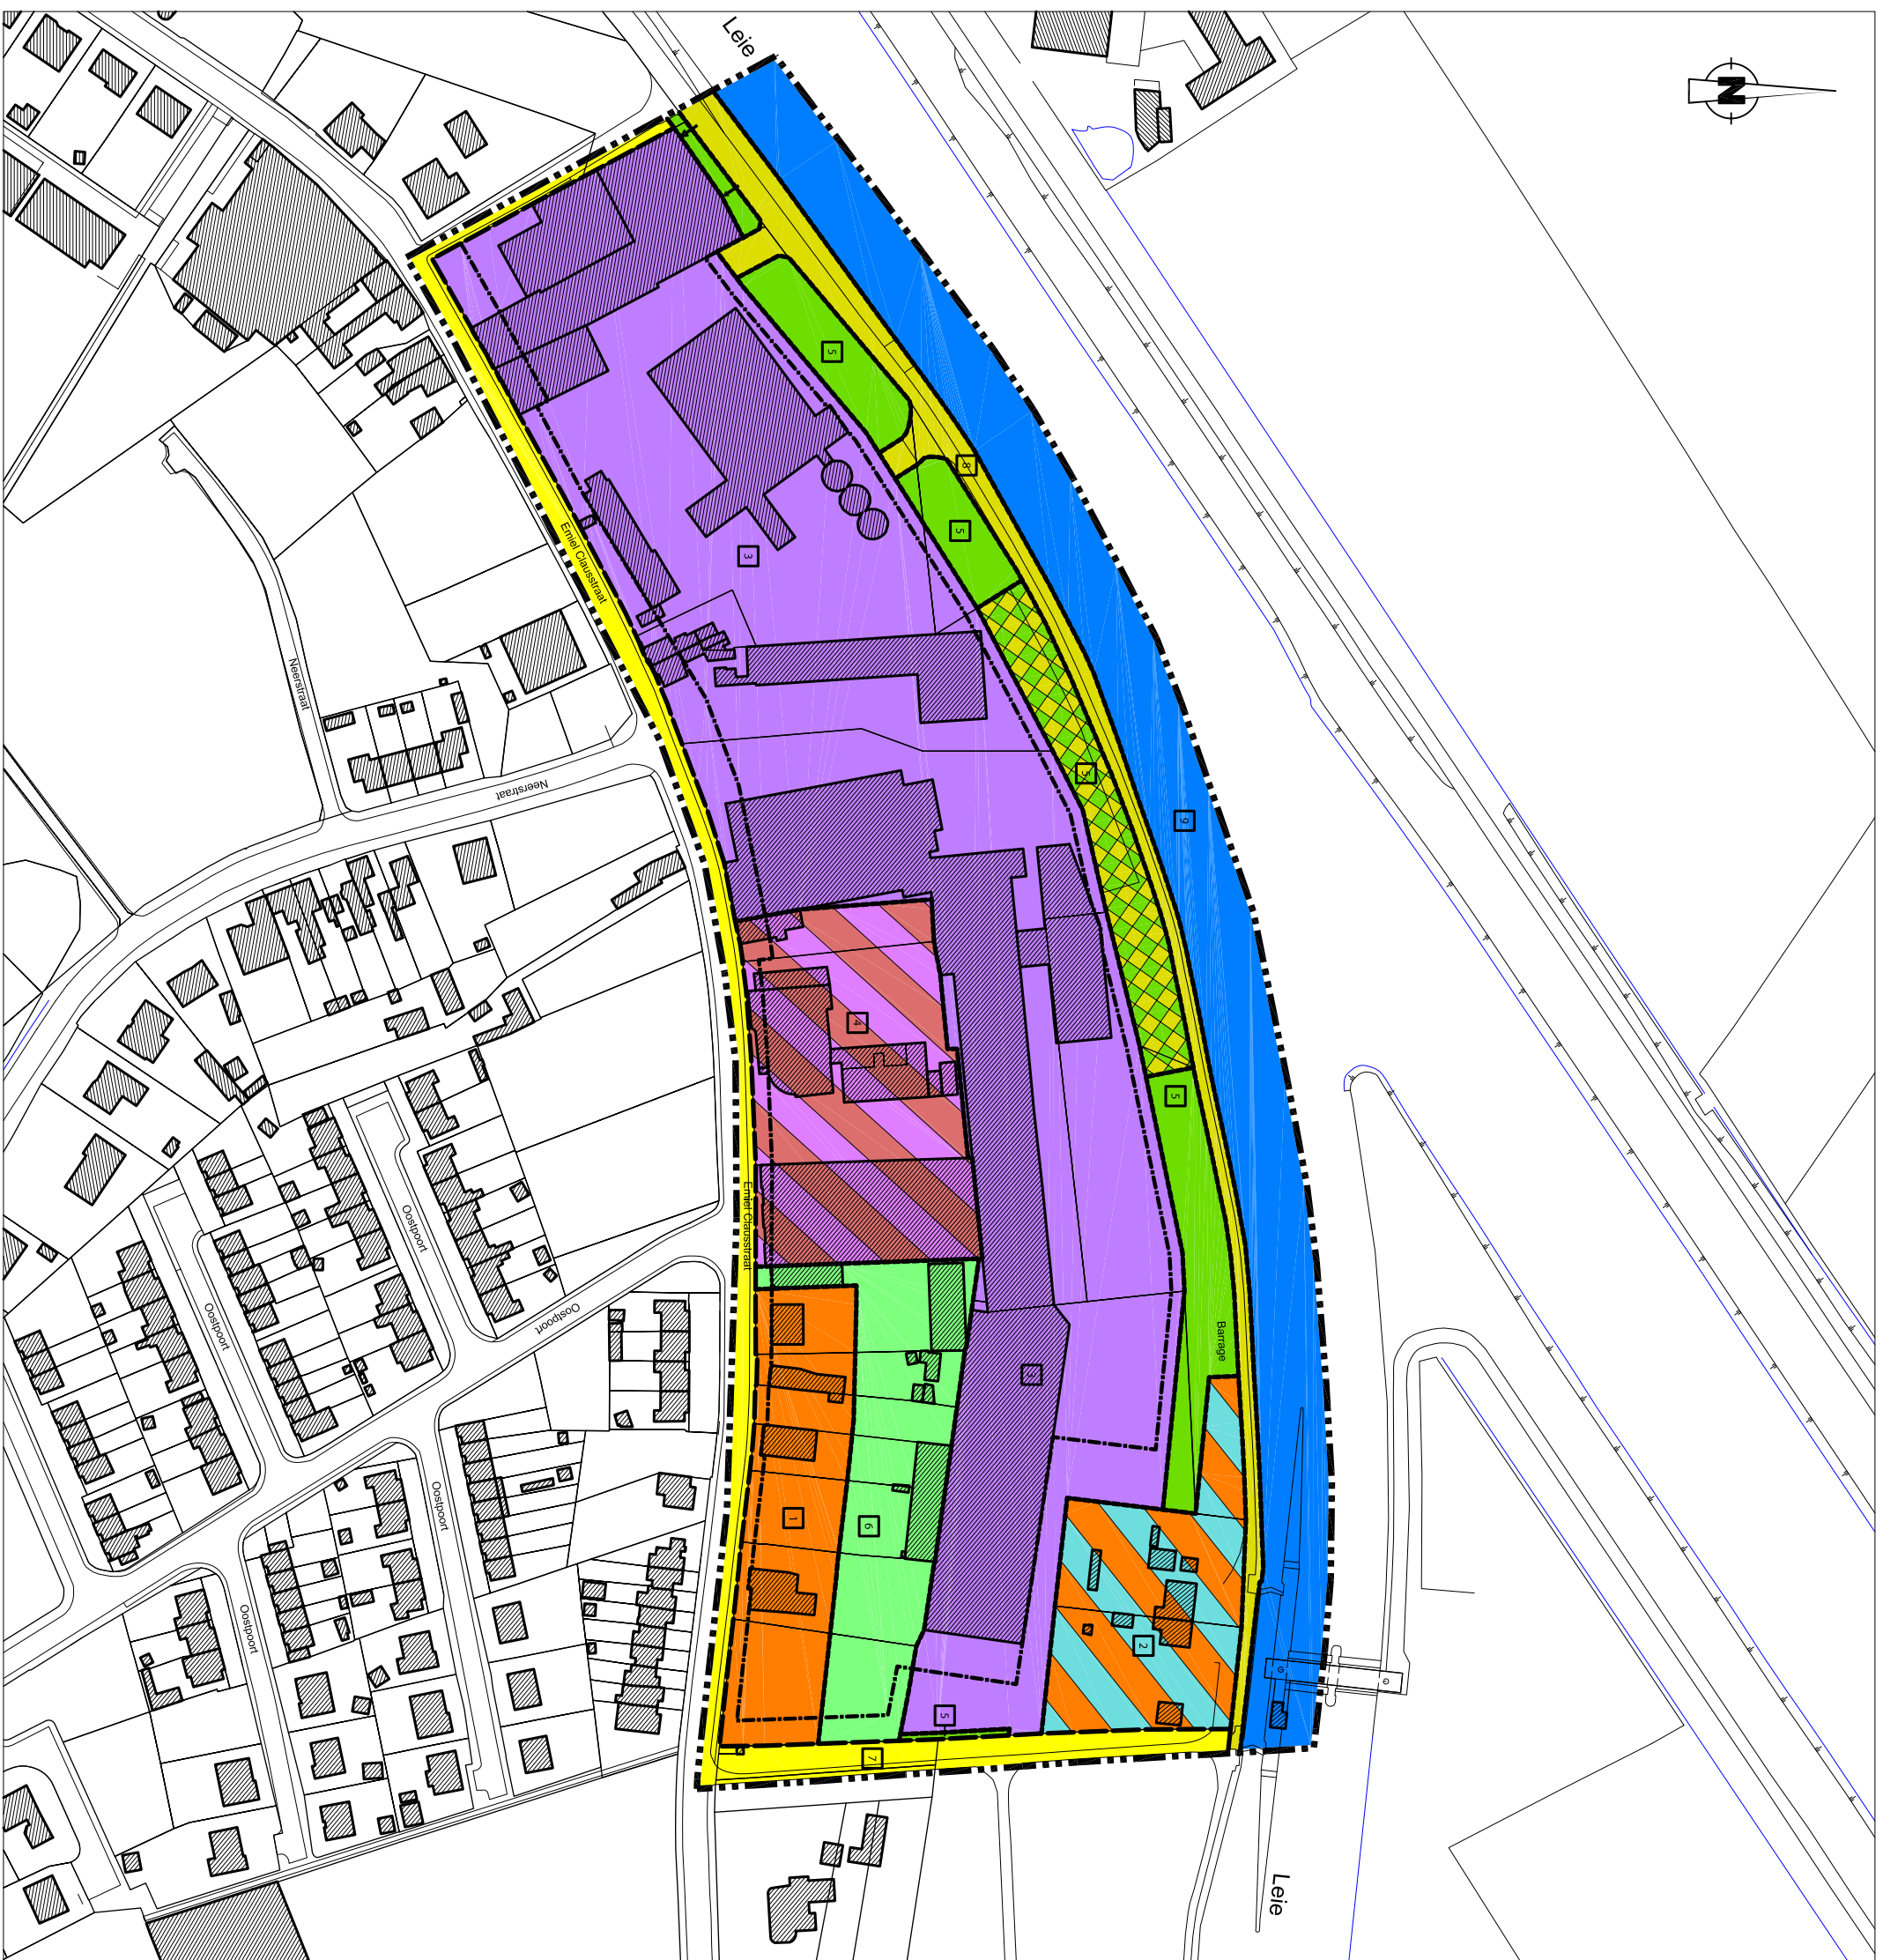 Leie
N
5
8
5
3
Emiel Clausstraat
Neerstraat
5
Neerstraat
9
4
5
Emiel Clausstraat
Oostpoort
Oostpoort
Oostpoort
Barrage
3
1
6
Oostpoort
Oostpoort
2
5
7
Leie